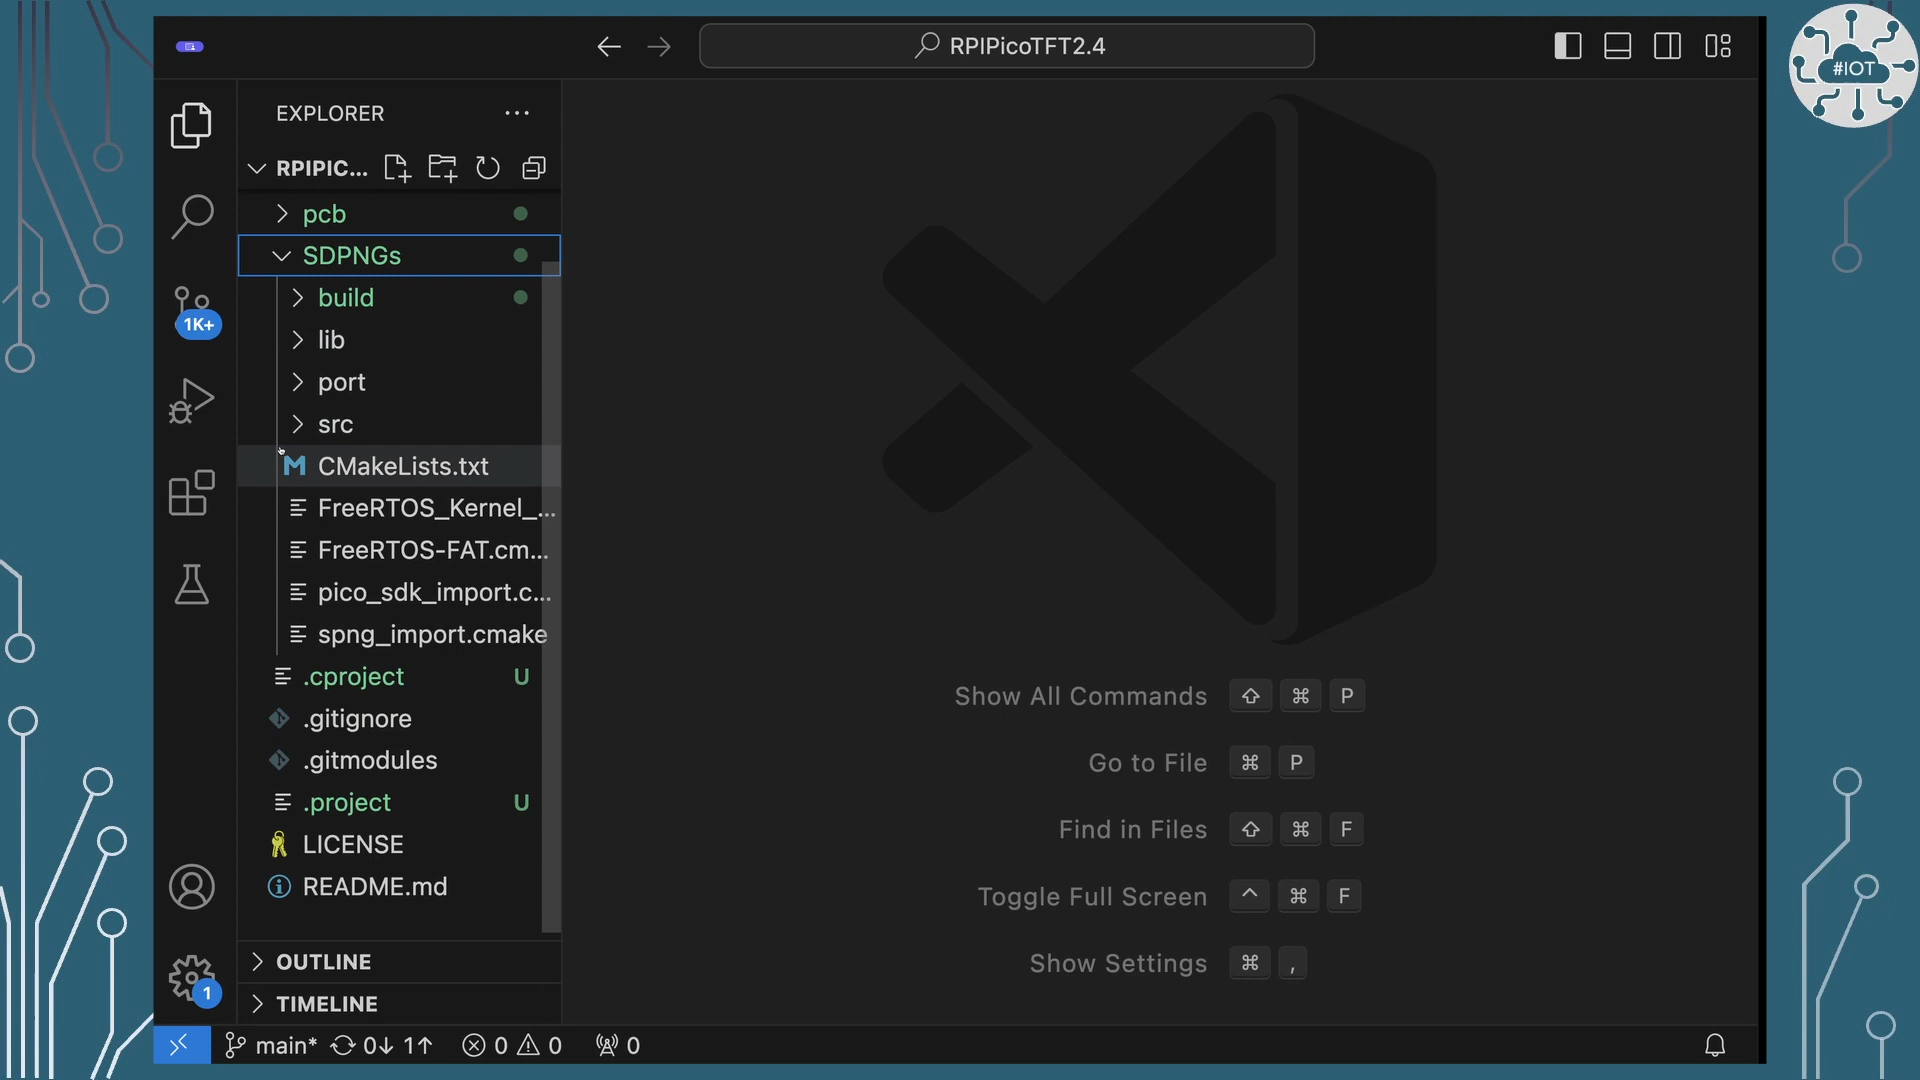 RPIPicoTFT2.4
#IOT
EXPLORER
RPIPIC...
pcb
SDPNGs
build
lib
port
src
CMakeLists.txt
FreeRTOS_Kernel_...
FreeRTOS-FAT.cm...
pico_sdk_import.c...
spng_import.cmake
.cproject U
.gitignore
.gitmodules
.project U
LICENSE
README.md
OUTLINE
TIMELINE
1K+
1
Show All Commands ⇧ ⌘ P
Go to File ⌘ P
Find in Files ⇧ ⌘ F
Toggle Full Screen ^ ⌘ F
Show Settings ⌘ ,
main* 0↓ 1↑ 0 0 0